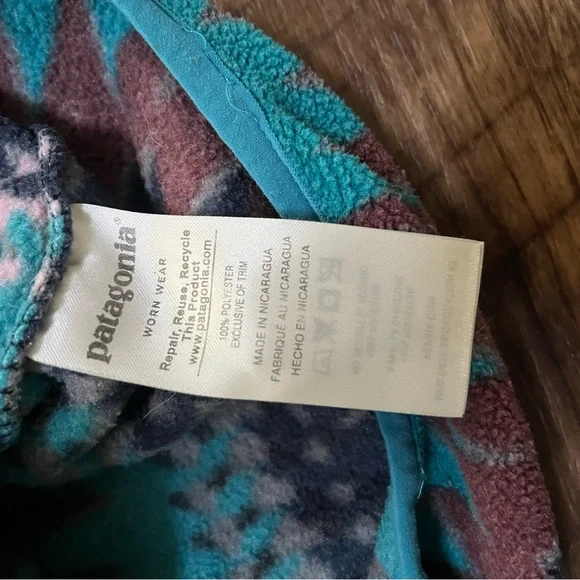 patagonia®
WORN WEAR
Repair, Reuse, Recycle
This Product
www.patagonia.com
100% POLYESTER
EXCLUSIVE OF TRIM
MADE IN NICARAGUA
FABRIQUÉ AU NICARAGUA
HECHO EN NICARAGUA